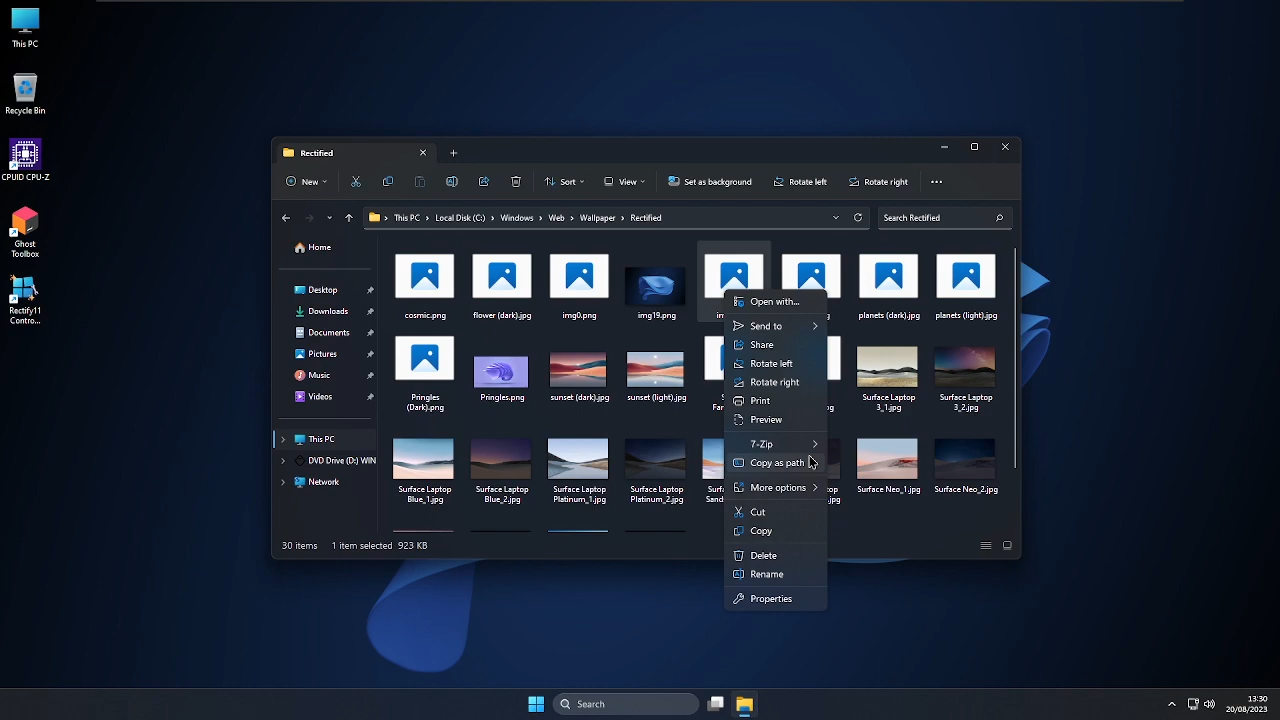 This PC
Recycle Bin
CPUID CPU-Z
Ghost
Toolbox
Rectify11
Contro...
Rectified
New
Sort
View
Set as background
Rotate left
Rotate right
This PC
Local Disk (C:)
Windows
Web
Wallpaper
Rectified
Search Rectified
Home
Desktop
Downloads
Documents
Pictures
Music
Videos
This PC
DVD Drive (D:) WIN
Network
cosmic.png
flower (dark).jpg
img0.png
img19.png
planets (dark).jpg
planets (light).jpg
Pringles
(Dark).png
Pringles.png
sunset (dark).jpg
sunset (light).jpg
Surface Laptop
3_1.jpg
Surface Laptop
3_2.jpg
Surface Laptop
Blue_1.jpg
Surface Laptop
Blue_2.jpg
Surface Laptop
Platinum_1.jpg
Surface Laptop
Platinum_2.jpg
Surface Neo_1.jpg
Surface Neo_2.jpg
Open with...
Send to
Share
Rotate left
Rotate right
Print
Preview
7-Zip
Copy as path
More options
Cut
Copy
Delete
Rename
Properties
30 items
1 item selected 923 KB
Search
13:30
20/08/2023